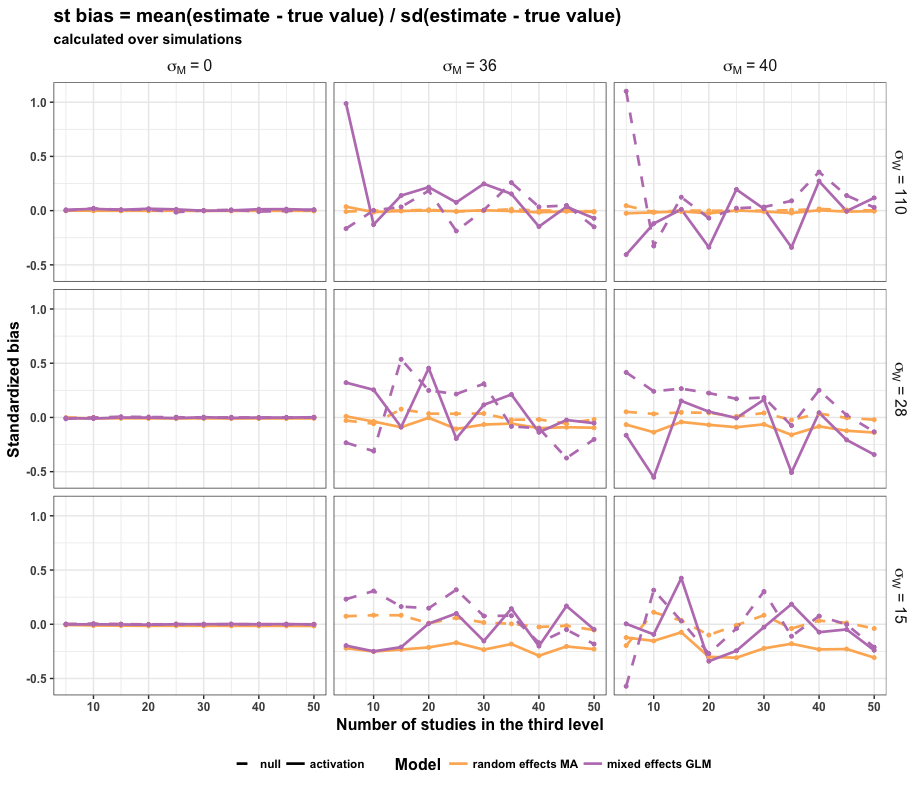 st bias = mean(estimate - true value) / sd(estimate - true value)
calculated over simulations
σM = 0
σM = 36
σM = 40
1.0
0.5
0.0
-0.5
σW = 110
1.0
0.5
0.0
-0.5
σW = 28
1.0
0.5
0.0
-0.5
σW = 15
Standardized bias
10 20 30 40 50
10 20 30 40 50
10 20 30 40 50
Number of studies in the third level
null activation Model random effects MA mixed effects GLM